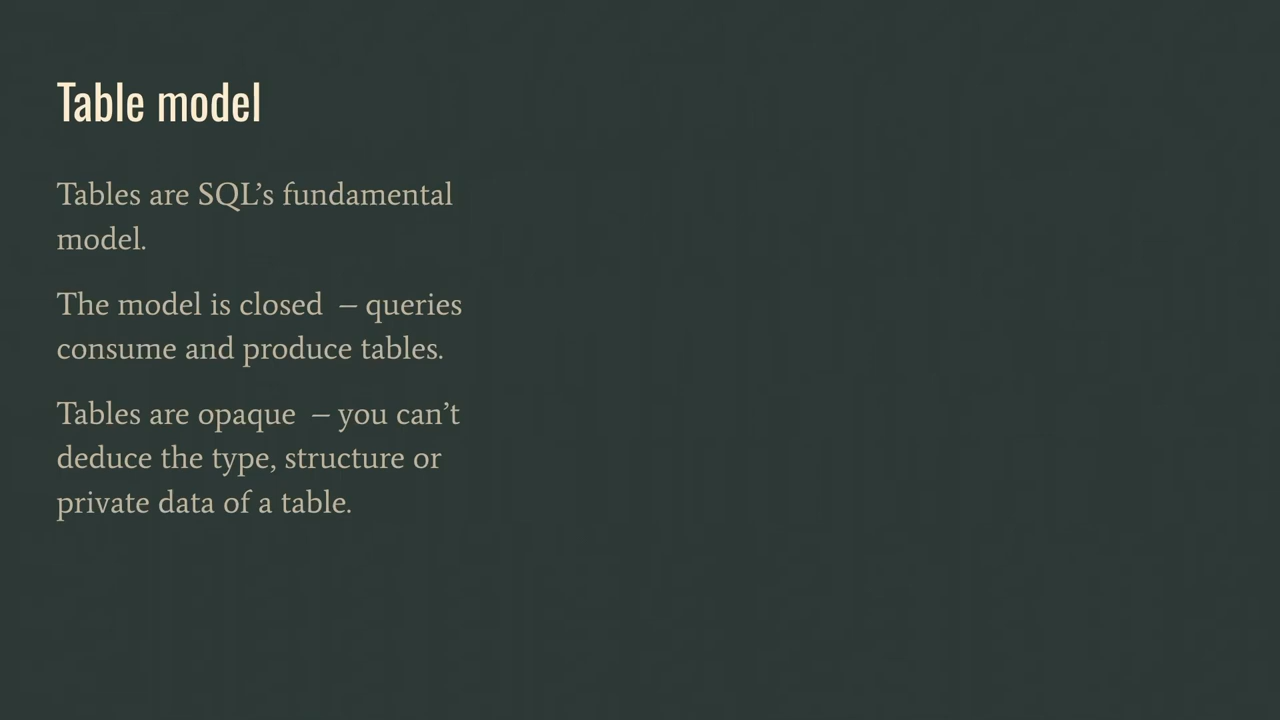 Table model
Tables are SQL’s fundamental
model.
The model is closed – queries
consume and produce tables.
Tables are opaque – you can’t
deduce the type, structure or
private data of a table.